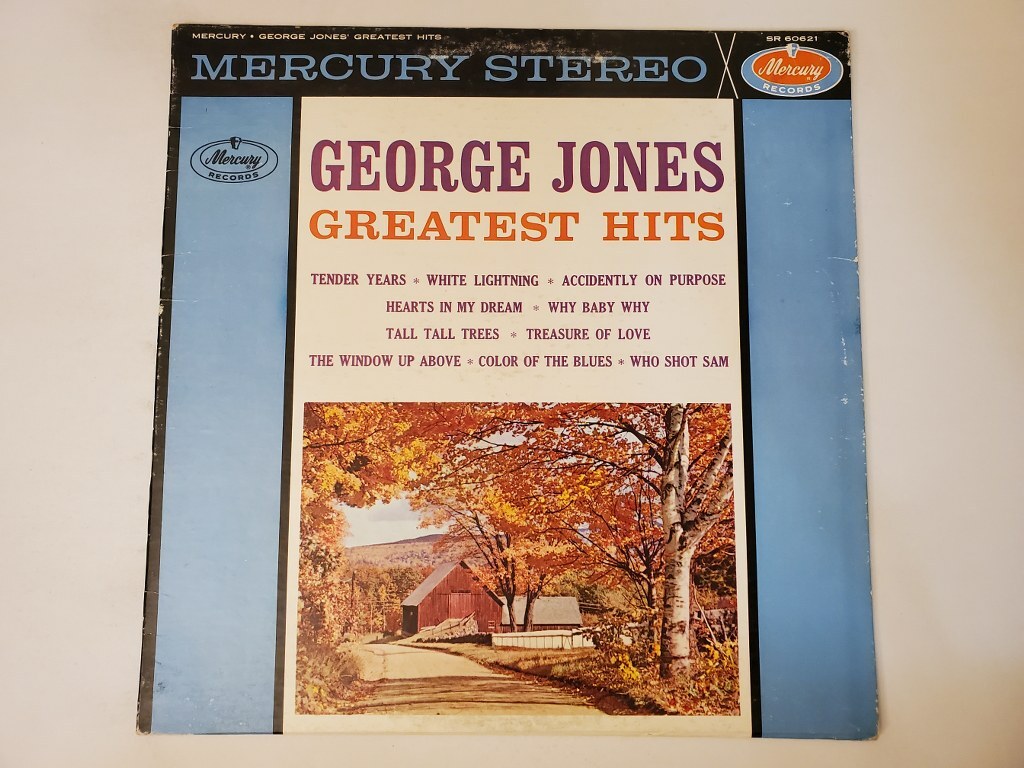 MERCURY • GEORGE JONES' GREATEST HITS
SR 60621
MERCURY STEREO
Mercury
RECORDS
Mercury
RECORDS
GEORGE JONES
GREATEST HITS
TENDER YEARS * WHITE LIGHTNING * ACCIDENTLY ON PURPOSE
HEARTS IN MY DREAM * WHY BABY WHY
TALL TALL TREES * TREASURE OF LOVE
THE WINDOW UP ABOVE * COLOR OF THE BLUES * WHO SHOT SAM